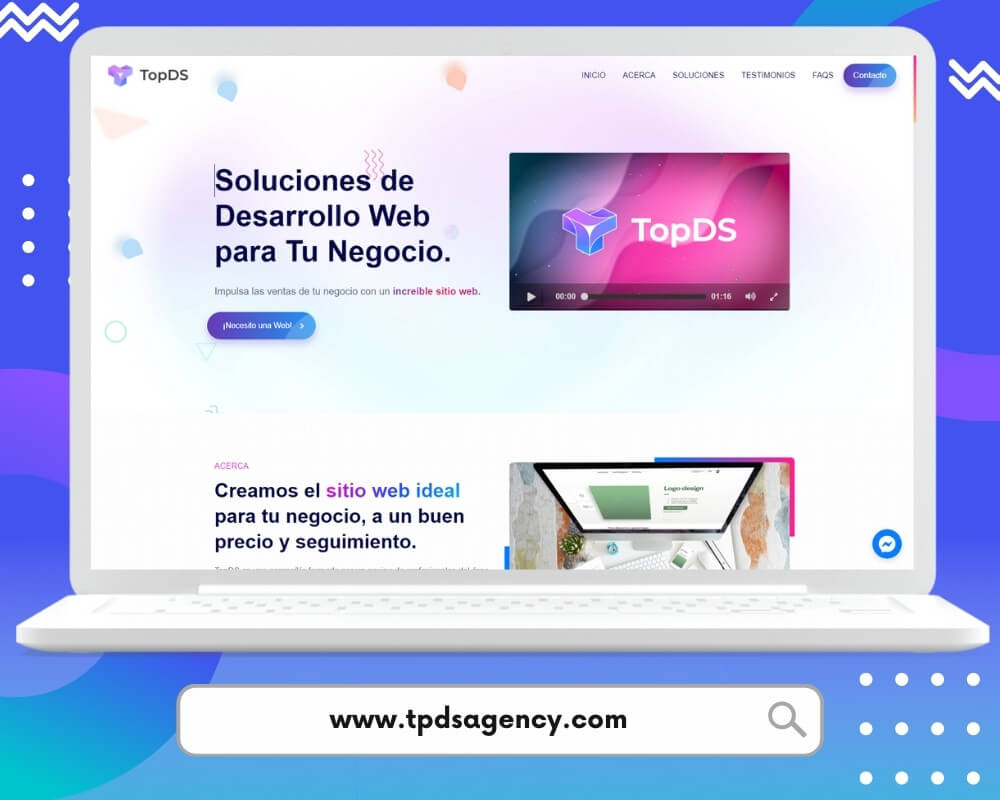 TopDS
INICIO ACERCA SOLUCIONES TESTIMONIOS FAQS Contacto
Soluciones de
Desarrollo Web
para Tu Negocio.
Impulsa las ventas de tu negocio con un increible sitio web.
¡Necesito una Web!
TopDS
00:00 01:16
ACERCA
Creamos el sitio web ideal
para tu negocio, a un buen
precio y seguimiento.
Logo design
www.tpdsagency.com